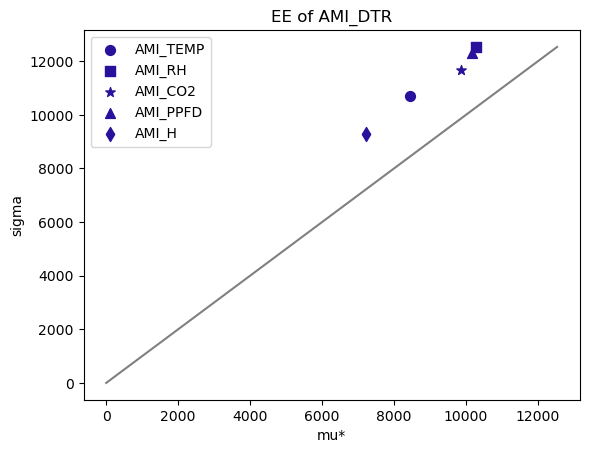 EE of AMI_DTR
AMI_TEMP
AMI_RH
AMI_CO2
AMI_PPFD
AMI_H
12000
10000
8000
6000
4000
2000
0
sigma
0 2000 4000 6000 8000 10000 12000
mu*